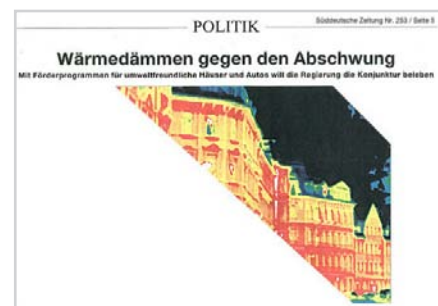 POLITIK
Süddeutsche Zeitung Nr. 253 / Seite 5
Wärmedämmen gegen den Abschwung
Mit Förderprogrammen für umweltfreundliche Häuser und Autos will die Regierung die Konjunktur beleben